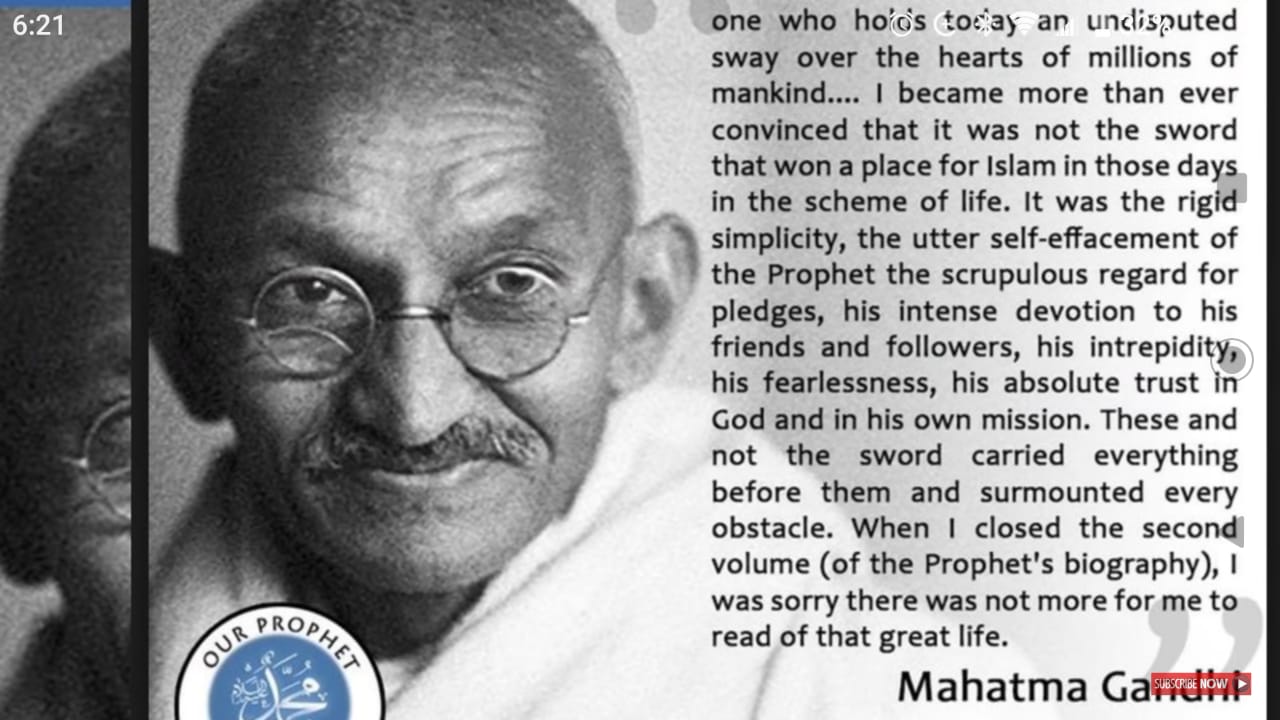 6:21
32%
one who holds today an undisputed
sway over the hearts of millions of
mankind.... I became more than ever
convinced that it was not the sword
that won a place for Islam in those days
in the scheme of life. It was the rigid
simplicity, the utter self-effacement of
the Prophet the scrupulous regard for
pledges, his intense devotion to his
friends and followers, his intrepidity,
his fearlessness, his absolute trust in
God and in his own mission. These and
not the sword carried everything
before them and surmounted every
obstacle. When I closed the second
volume (of the Prophet's biography), I
was sorry there was not more for me to
read of that great life.
Mahatma Gandhi
SUBSCRIBE NOW
OUR PROPHET
محمد